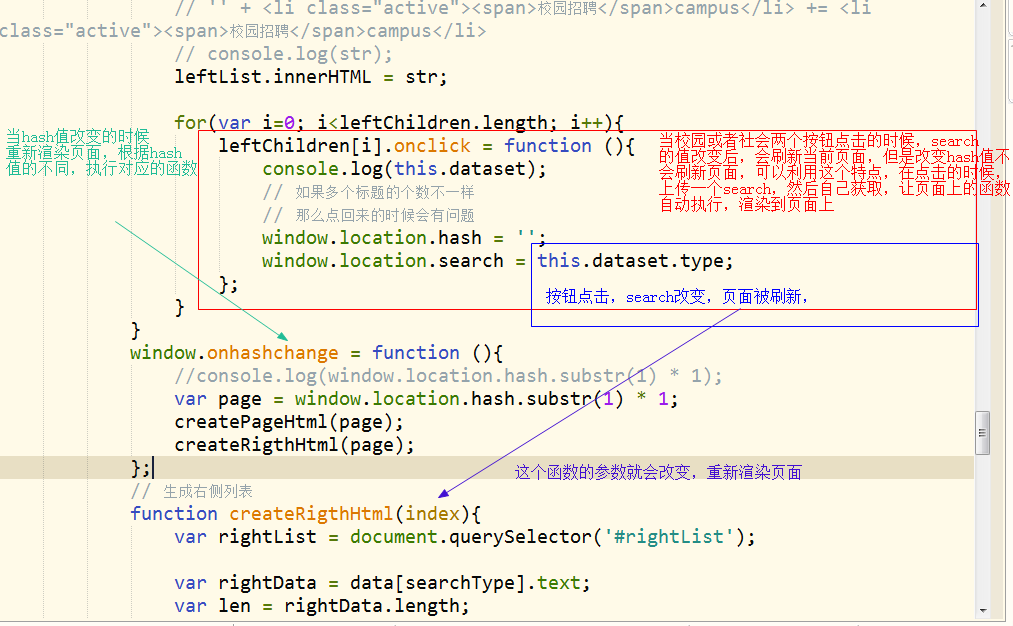 // '' + <li class="active"><span>校园招聘</span>campus</li> += <li
class="active"><span>校园招聘</span>campus</li>
// console.log(str);
leftList.innerHTML = str;
for(var i=0; i<leftChildren.length; i++){
当hash值改变的时候
重新渲染页面，根据hash
值的不同，执行对应的函数
leftChildren[i].onclick = function (){
console.log(this.dataset);
// 如果多个标题的个数不一样
// 那么点回来的时候会有问题
window.location.hash = '';
window.location.search = this.dataset.type;
};
}
当校园或者社会两个按钮点击的时候，search
的值改变后，会刷新当前页面，但是改变hash值不
会刷新页面，可以利用这个特点，在点击的时候，
上传一个search，然后自己获取，让页面上的函数
自动执行，渲染到页面上
按钮点击，search改变，页面被刷新，
}
window.onhashchange = function (){
//console.log(window.location.hash.substr(1) * 1);
var page = window.location.hash.substr(1) * 1;
createPageHtml(page);
createRigthHtml(page);
};
这个函数的参数就会改变，重新渲染页面
// 生成右侧列表
function createRigthHtml(index){
var rightList = document.querySelector('#rightList');
var rightData = data[searchType].text;
var len = rightData.length;